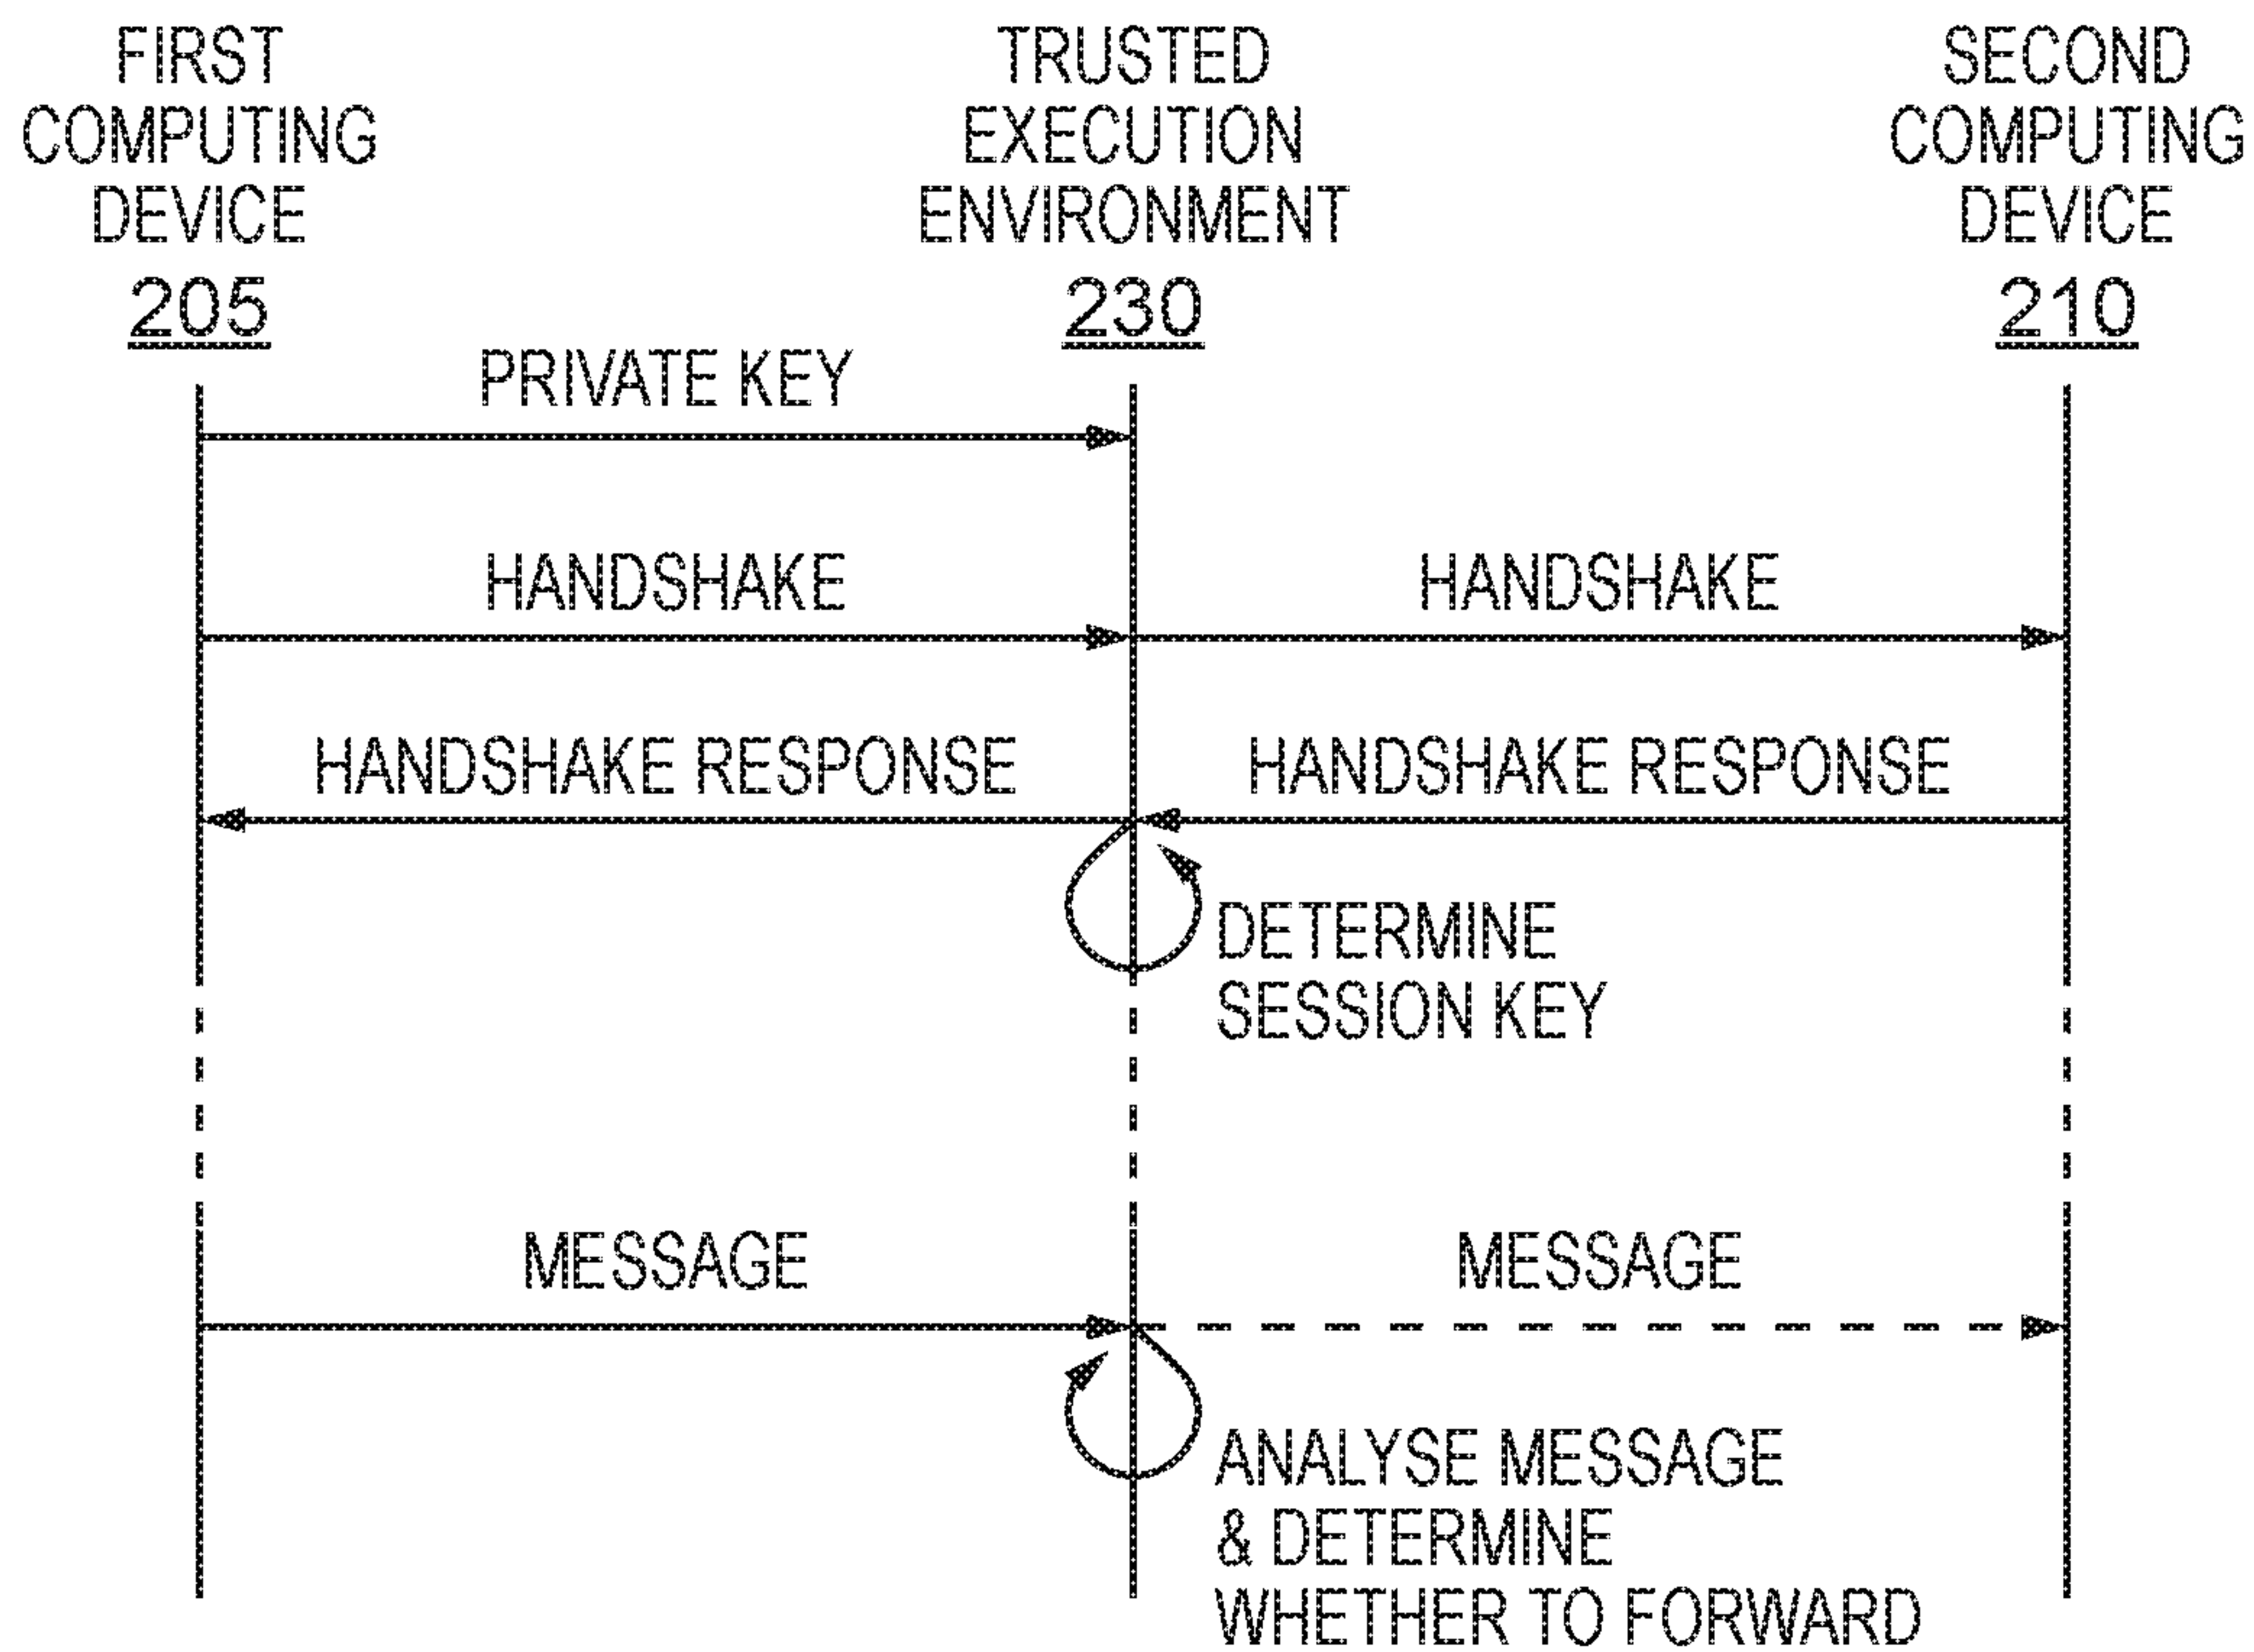 FIRST
COMPUTING
DEVICE
205
TRUSTED
EXECUTION
ENVIRONMENT
230
SECOND
COMPUTING
DEVICE
210
PRIVATE KEY
HANDSHAKE
HANDSHAKE
HANDSHAKE RESPONSE
HANDSHAKE RESPONSE
DETERMINE
SESSION KEY
MESSAGE
MESSAGE
ANALYSE MESSAGE
& DETERMINE
WHETHER TO FORWARD